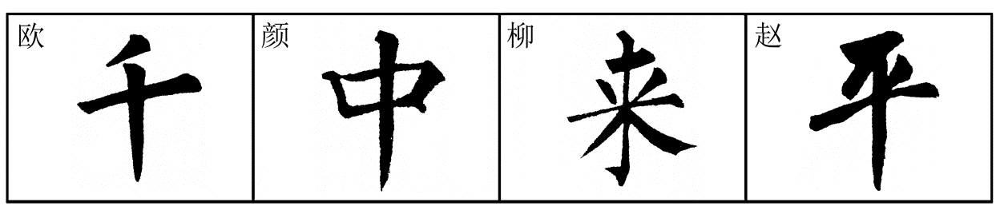 欧 千 颜 中 柳 来 赵 平